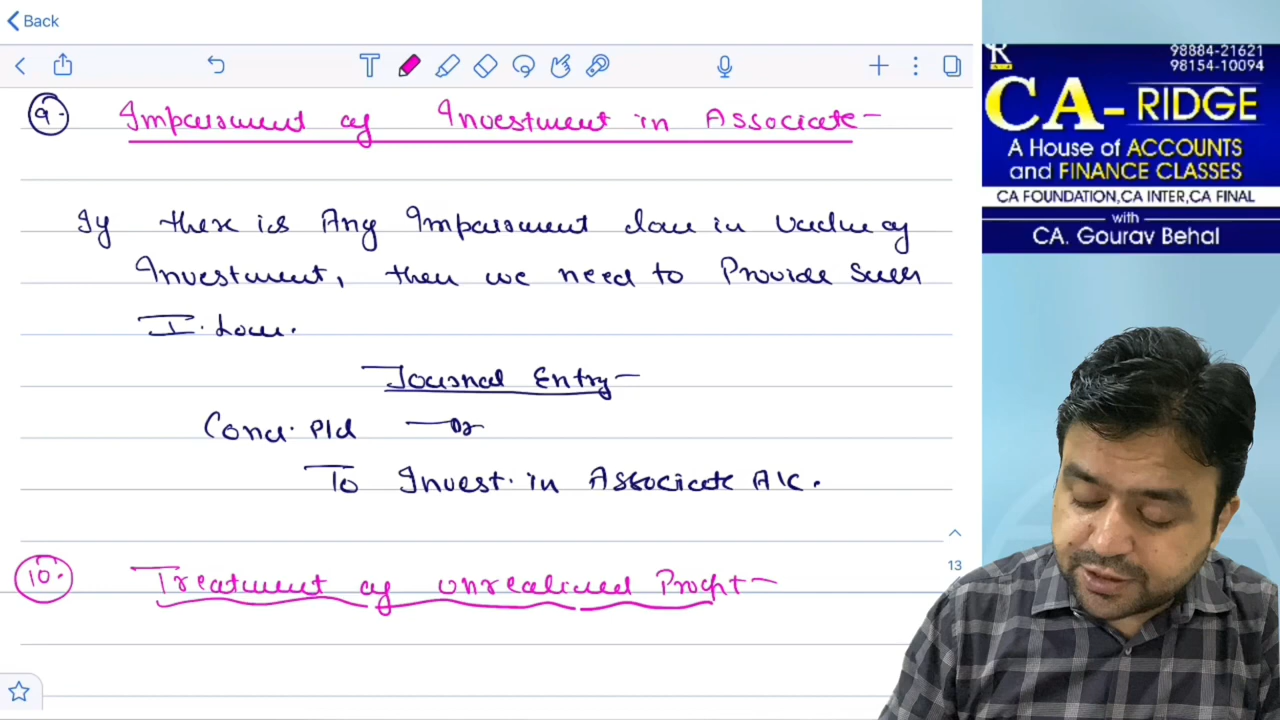 Back
9. Impairment of Investment in Associate-
If there is Any Impairment loss in value of
Investment, then we need to Provide such
I. Loss.
Journal Entry-
Cons. P/d — Dr
To Invest. in Associate A/c.
10. Treatment of unrealised Profit-
13
R
98884-21621
98154-10094
CA- RIDGE
A House of ACCOUNTS
and FINANCE CLASSES
CA FOUNDATION,CA INTER,CA FINAL
with
CA. Gourav Behal